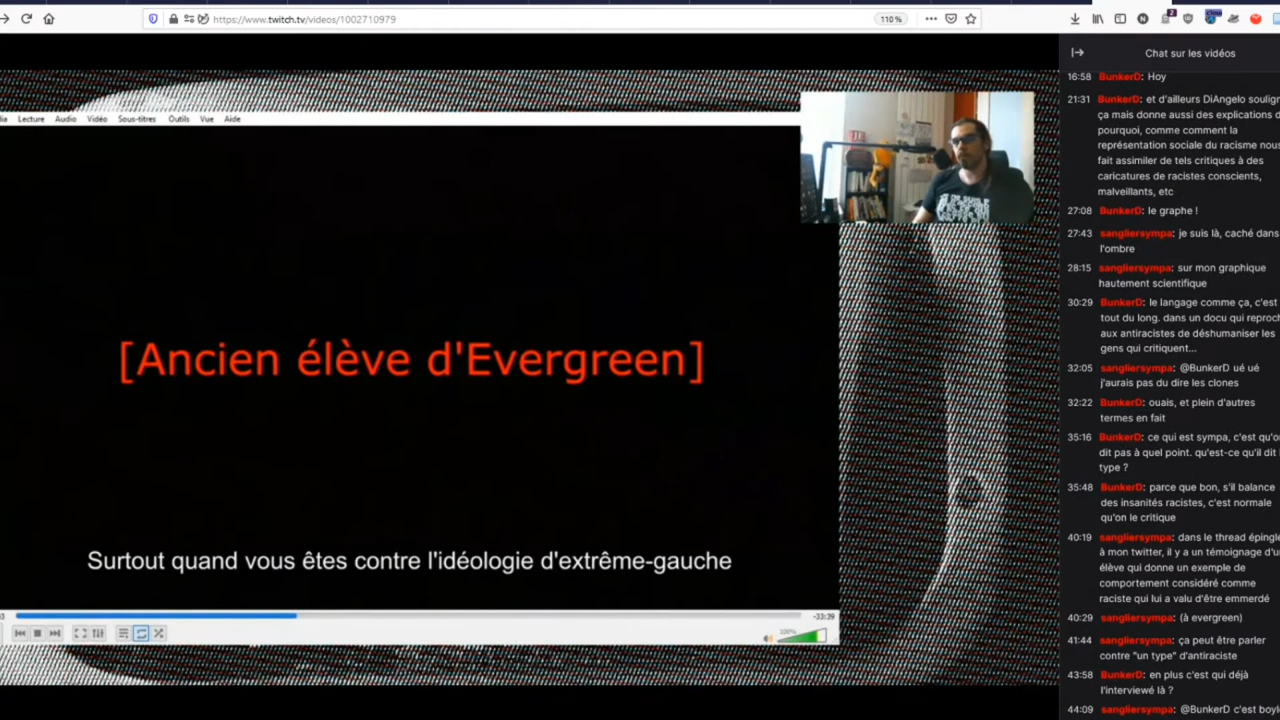 https://www.twitch.tv/videos/1002710979
110%
Chat sur les vidéos
Lecture Audio Vidéo Sous-titres Outils Vue Aide
[Ancien élève d'Evergreen]
Surtout quand vous êtes contre l'idéologie d'extrême-gauche
-33:39
100%
16:58 BunkerD: Hoy
21:31 BunkerD: et d'ailleurs DiAngelo soulign
ça mais donne aussi des explications d
pourquoi, comme comment la
représentation sociale du racisme nous
fait assimiler de tels critiques à des
caricatures de racistes conscients,
malveillants, etc
27:08 BunkerD: le graphe !
27:43 sangliersympa: je suis là, caché dans
l'ombre
28:15 sangliersympa: sur mon graphique
hautement scientifique
30:29 BunkerD: le langage comme ça, c'est
tout du long. dans un docu qui reproch
aux antiracistes de déshumaniser les
gens qui critiquent...
32:05 sangliersympa: @BunkerD ué ué
j'aurais pas du dire les clones
32:22 BunkerD: ouais, et plein d'autres
termes en fait
35:16 BunkerD: ce qui est sympa, c'est qu'o
dit pas à quel point. qu'est-ce qu'il dit
type ?
35:48 BunkerD: parce que bon, s'il balance
des insanités racistes, c'est normale
qu'on le critique
40:19 sangliersympa: dans le thread épinglé
à mon twitter, il y a un témoignage d'u
élève qui donne un exemple de
comportement considéré comme
raciste qui lui a valu d'être emmerdé
40:29 sangliersympa: (à evergreen)
41:44 sangliersympa: ça peut être parler
contre "un type" d'antiraciste
43:58 BunkerD: en plus c'est qui déjà
l'interviewé là ?
44:09 sangliersympa: @BunkerD c'est boyl